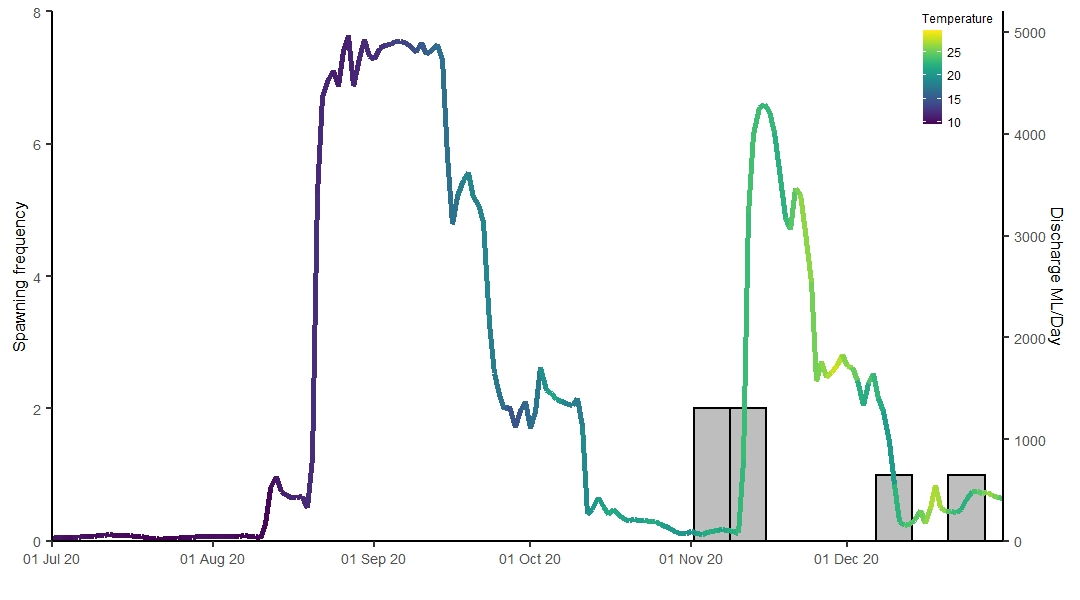 Temperature
25
20
15
10
8
6
4
2
0
Spawning frequency
5000
4000
3000
2000
1000
0
Discharge ML/Day
01 Jul 20
01 Aug 20
01 Sep 20
01 Oct 20
01 Nov 20
01 Dec 20